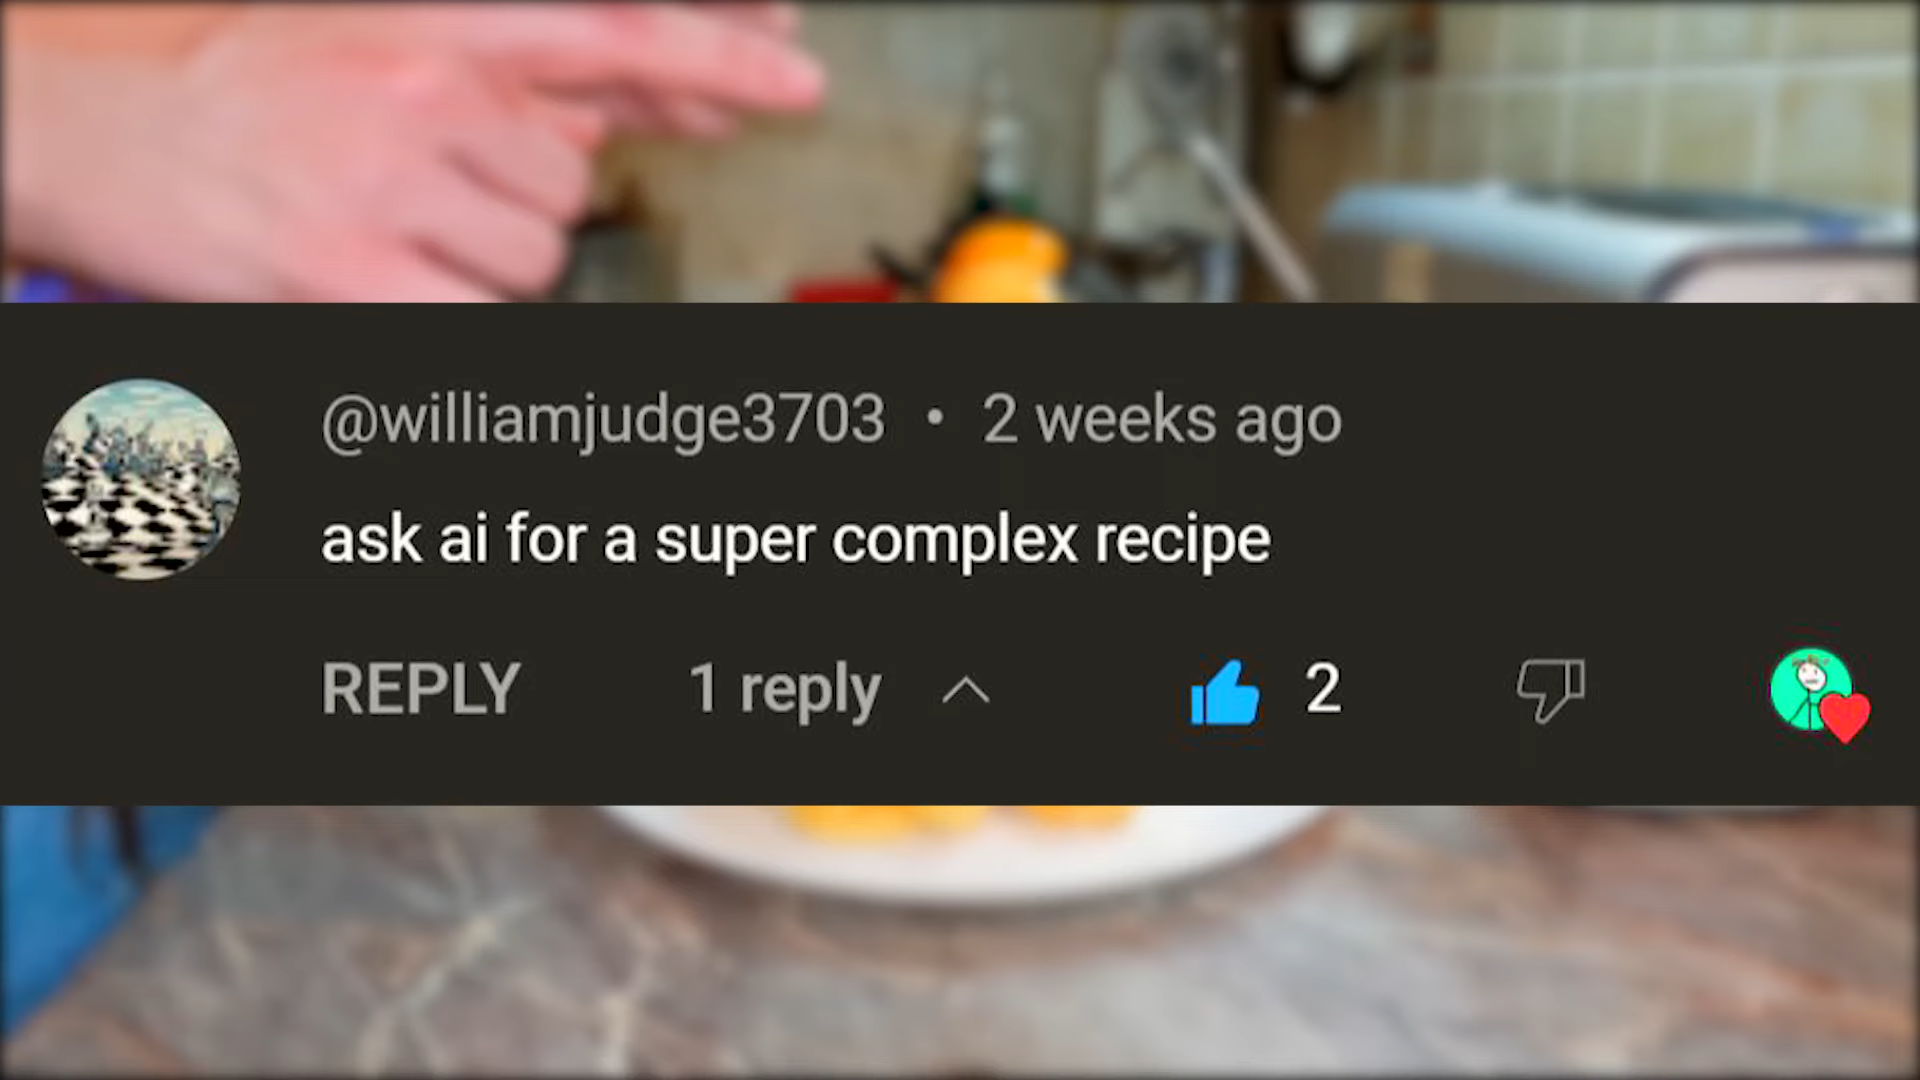 @williamjudge3703 • 2 weeks ago
ask ai for a super complex recipe
REPLY 1 reply 2